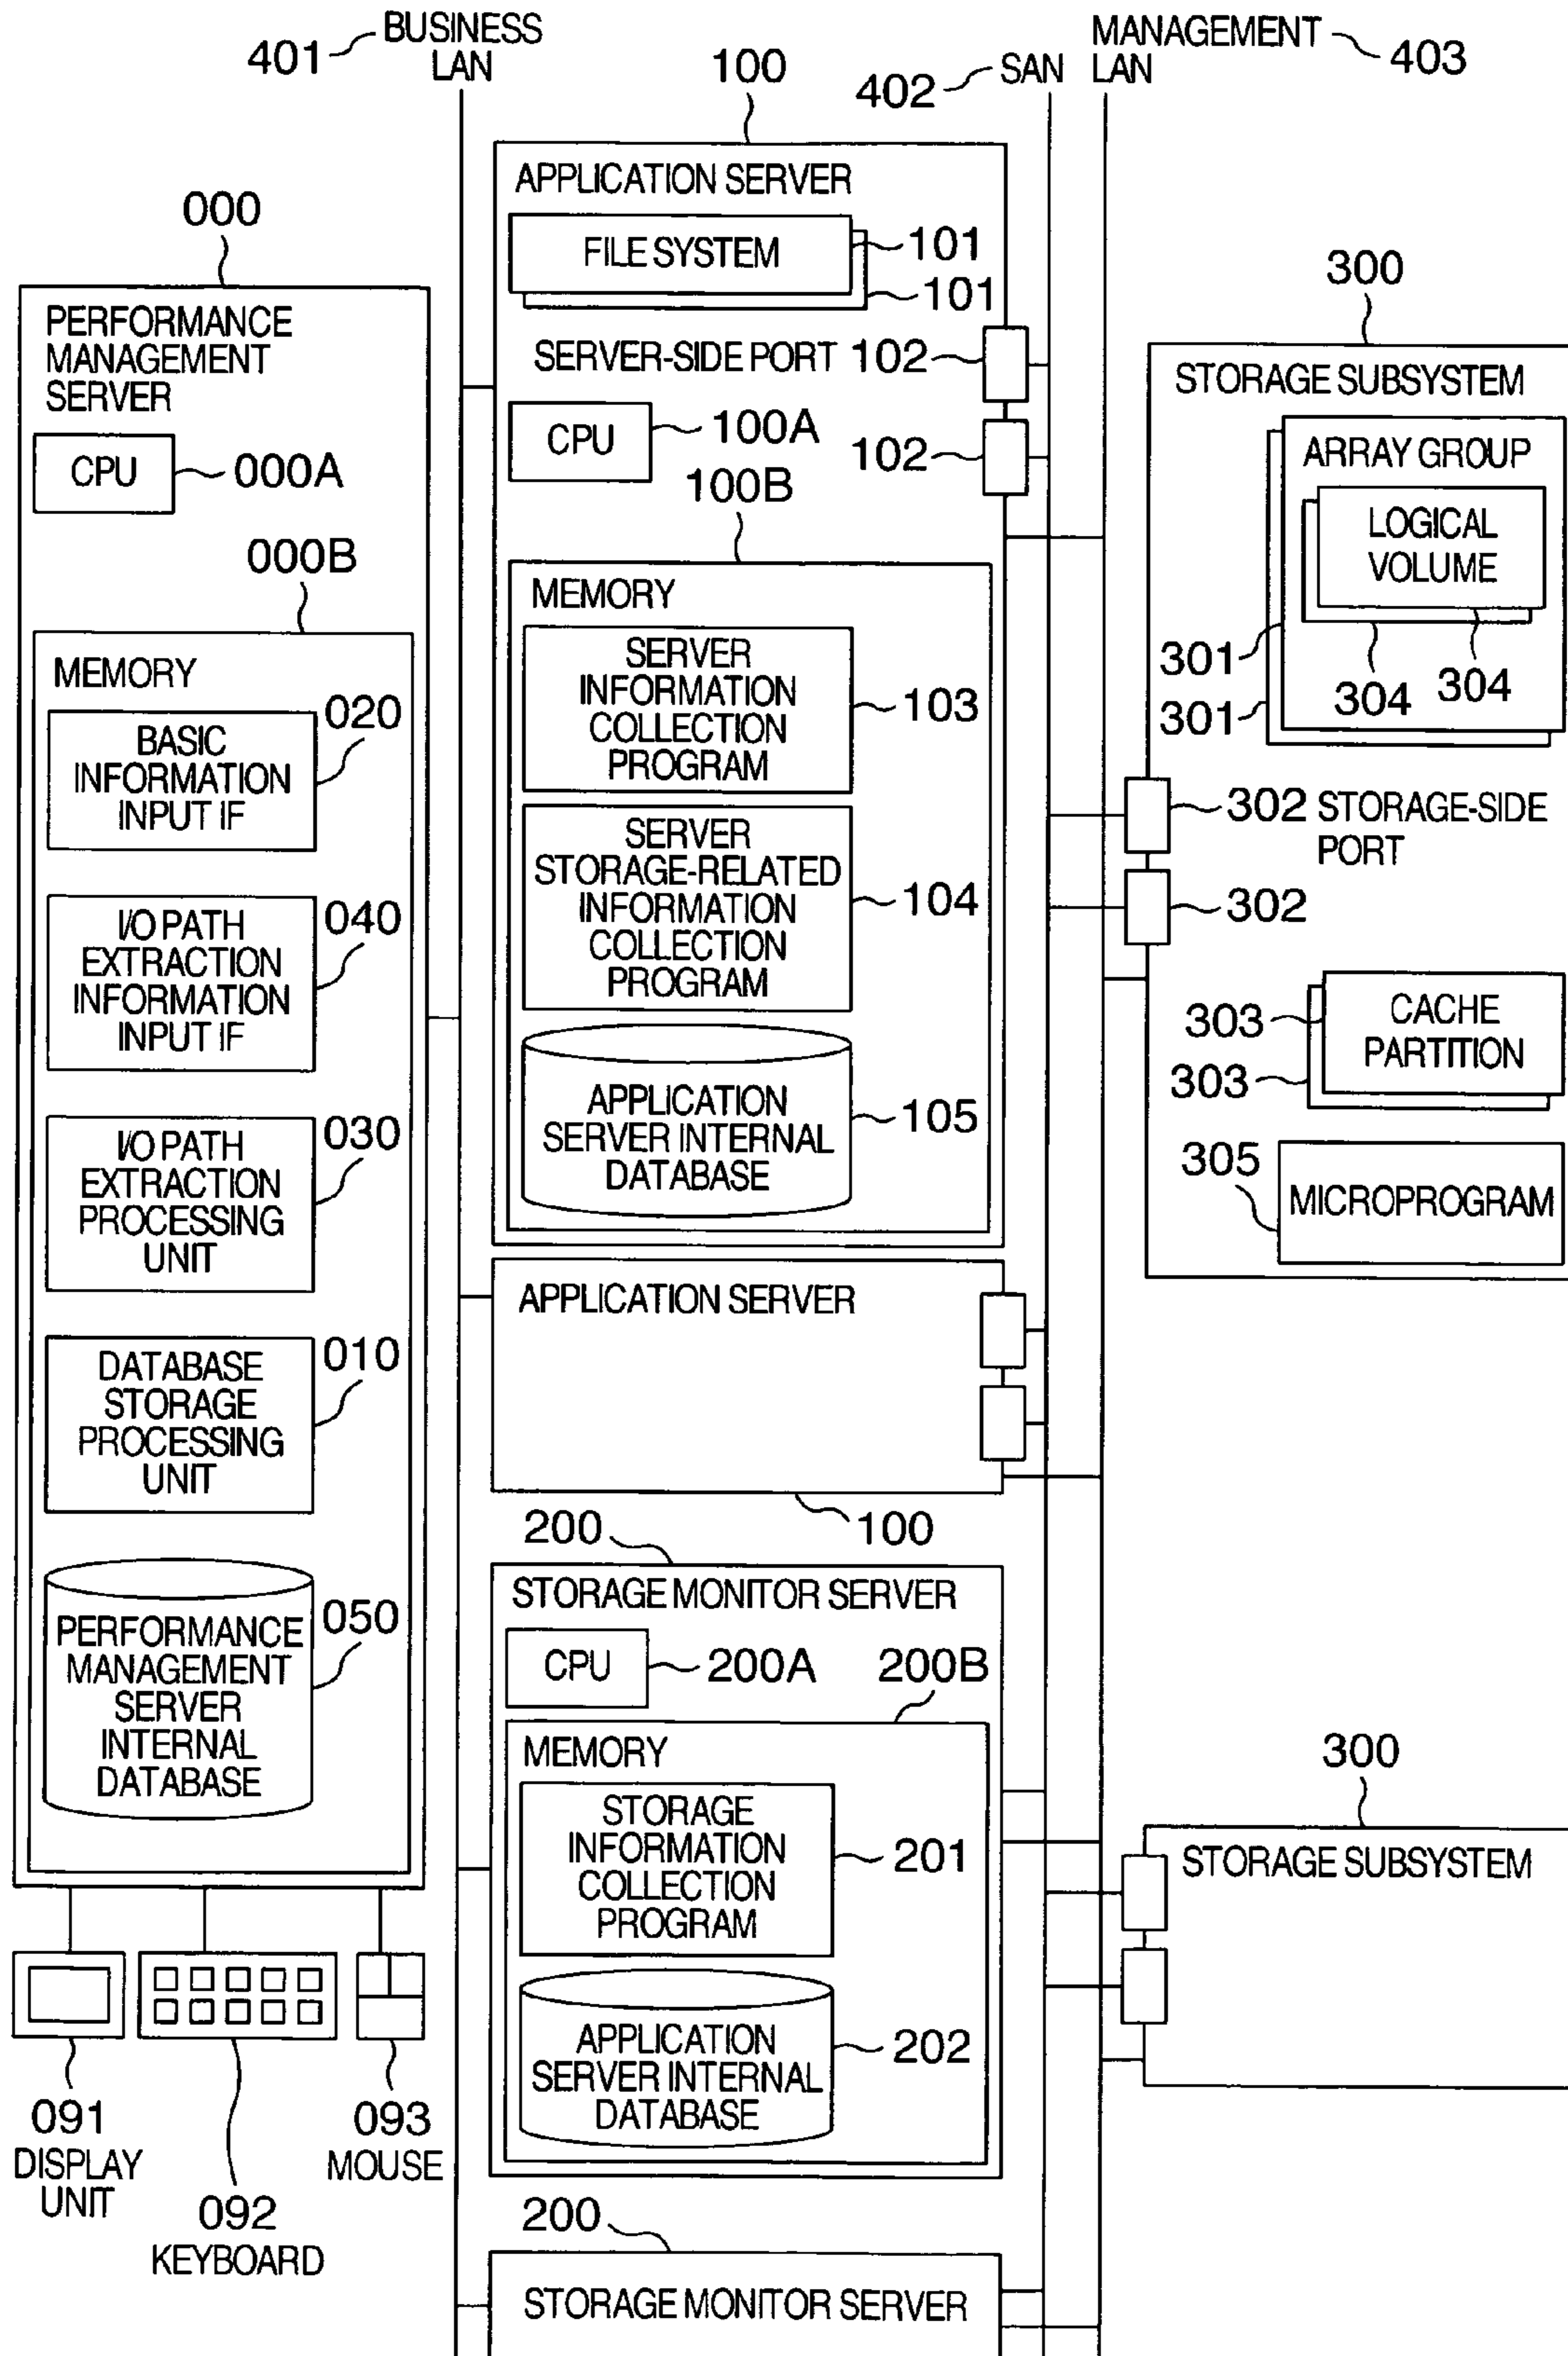 401 BUSINESS
LAN
100
402 SAN
MANAGEMENT
LAN 403
000
PERFORMANCE
MANAGEMENT
SERVER
CPU 000A
000B
MEMORY
BASIC
INFORMATION
INPUT IF
020
I/O PATH
EXTRACTION
INFORMATION
INPUT IF
040
I/O PATH
EXTRACTION
PROCESSING
UNIT
030
DATABASE
STORAGE
PROCESSING
UNIT
010
PERFORMANCE
MANAGEMENT
SERVER
INTERNAL
DATABASE
050
091
DISPLAY
UNIT
092
KEYBOARD
093
MOUSE
APPLICATION SERVER
FILE SYSTEM 101
101
SERVER-SIDE PORT 102
CPU 100A
102
100B
MEMORY
SERVER
INFORMATION
COLLECTION
PROGRAM
103
SERVER
STORAGE-RELATED
INFORMATION
COLLECTION
PROGRAM
104
APPLICATION
SERVER INTERNAL
DATABASE
105
APPLICATION SERVER
100
200
STORAGE MONITOR SERVER
CPU 200A
200B
MEMORY
STORAGE
INFORMATION
COLLECTION
PROGRAM
201
APPLICATION
SERVER INTERNAL
DATABASE
202
200
STORAGE MONITOR SERVER
300
STORAGE SUBSYSTEM
ARRAY GROUP
LOGICAL
VOLUME
301
301
304
304
302 STORAGE-SIDE
PORT
302
303
303
CACHE
PARTITION
305
MICROPROGRAM
300
STORAGE SUBSYSTEM